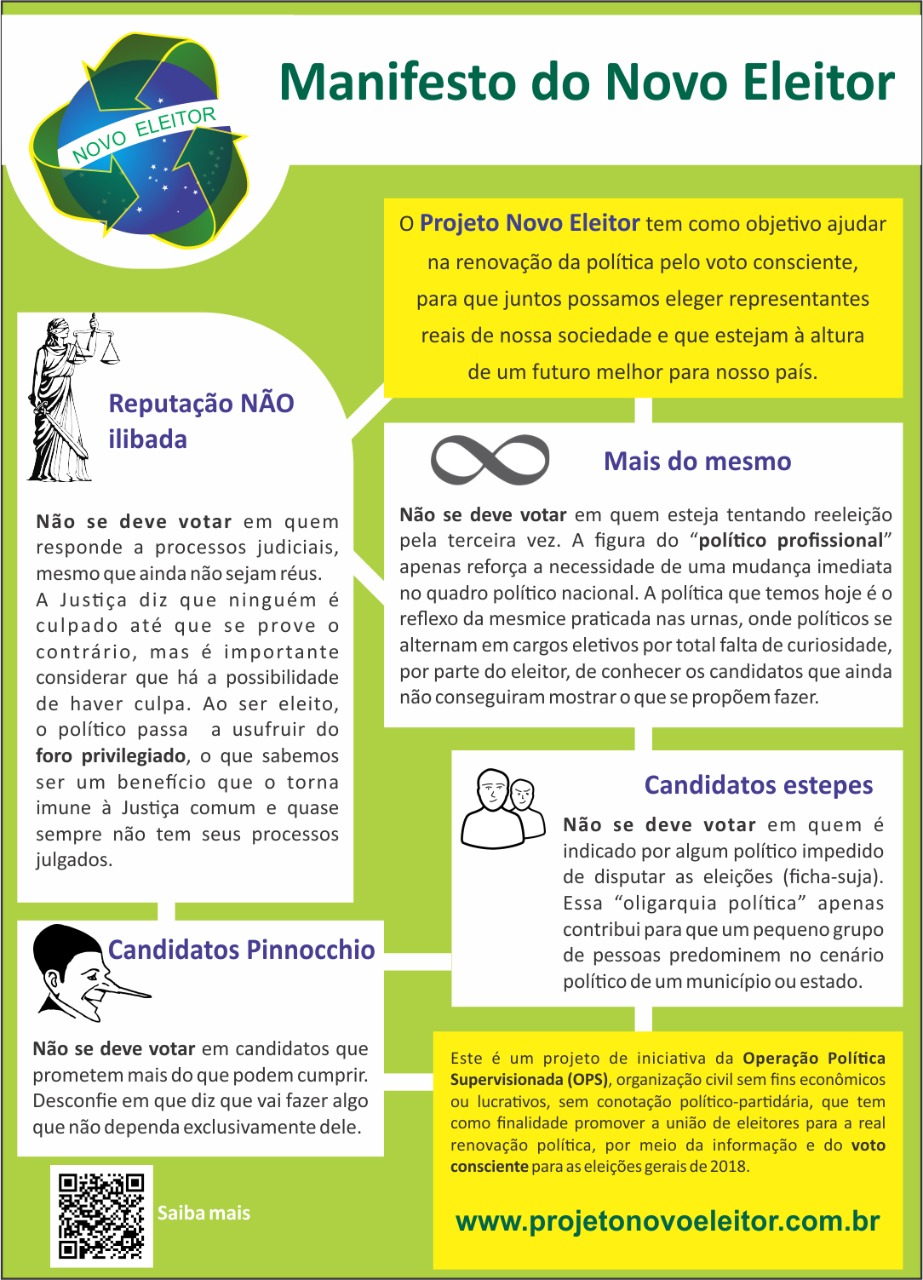 NOVO ELEITOR
Manifesto do Novo Eleitor
O Projeto Novo Eleitor tem como objetivo ajudar
na renovação da política pelo voto consciente,
para que juntos possamos eleger representantes
reais de nossa sociedade e que estejam à altura
de um futuro melhor para nosso país.
Reputação NÃO
ilibada
Não se deve votar em quem
responde a processos judiciais,
mesmo que ainda não sejam réus.
A Justiça diz que ninguém é
culpado até que se prove o
contrário, mas é importante
considerar que há a possibilidade
de haver culpa. Ao ser eleito,
o político passa a usufruir do
foro privilegiado, o que sabemos
ser um benefício que o torna
imune à Justiça comum e quase
sempre não tem seus processos
julgados.
Mais do mesmo
Não se deve votar em quem esteja tentando reeleição
pela terceira vez. A figura do “político profissional”
apenas reforça a necessidade de uma mudança imediata
no quadro político nacional. A política que temos hoje é o
reflexo da mesmice praticada nas urnas, onde políticos se
alternam em cargos eletivos por total falta de curiosidade,
por parte do eleitor, de conhecer os candidatos que ainda
não conseguiram mostrar o que se propõem fazer.
Candidatos estepes
Não se deve votar em quem é
indicado por algum político impedido
de disputar as eleições (ficha-suja).
Essa “oligarquia política” apenas
contribui para que um pequeno grupo
de pessoas predominem no cenário
político de um município ou estado.
Candidatos Pinnocchio
Não se deve votar em candidatos que
prometem mais do que podem cumprir.
Desconfie em que diz que vai fazer algo
que não dependa exclusivamente dele.
Este é um projeto de iniciativa da Operação Política
Supervisionada (OPS), organização civil sem fins econômicos
ou lucrativos, sem conotação político-partidária, que tem
como finalidade promover a união de eleitores para a real
renovação política, por meio da informação e do voto
consciente para as eleições gerais de 2018.
www.projetonovoeleitor.com.br
Saiba mais